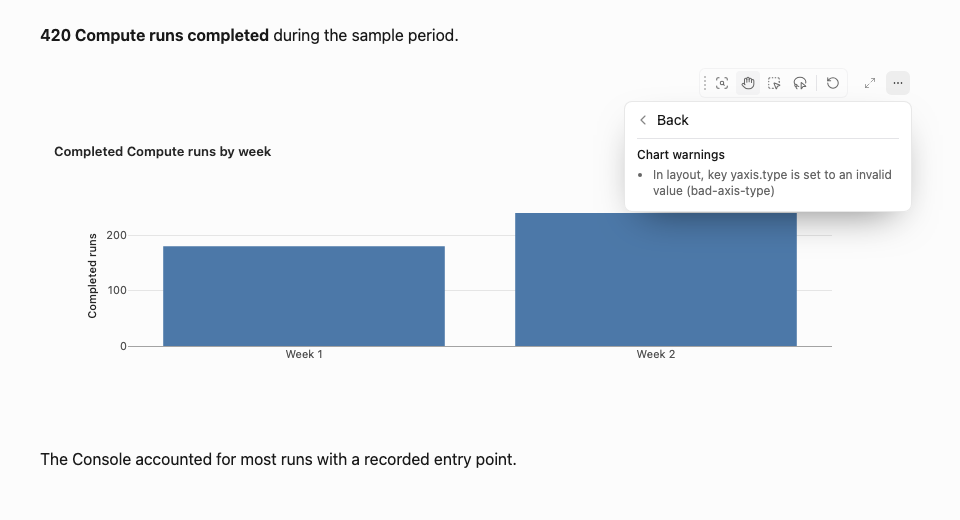 420 Compute runs completed during the sample period.
Back
Chart warnings
• In layout, key yaxis.type is set to an invalid
value (bad-axis-type)
Completed Compute runs by week
Completed runs
200
100
0
Week 1
Week 2
The Console accounted for most runs with a recorded entry point.